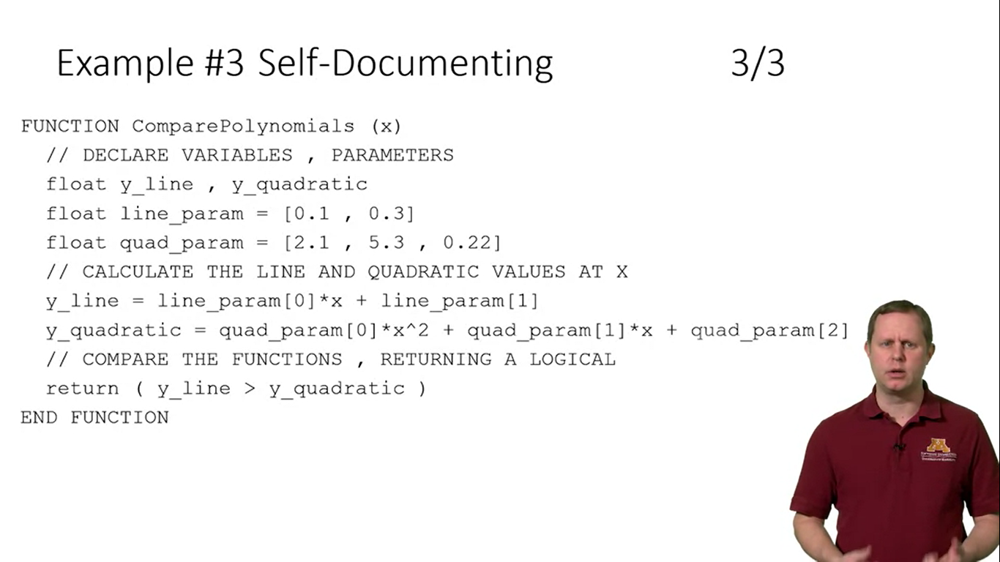 Example #3 Self-Documenting 3/3
FUNCTION ComparePolynomials (x)
// DECLARE VARIABLES , PARAMETERS
float y_line , y_quadratic
float line_param = [0.1 , 0.3]
float quad_param = [2.1 , 5.3 , 0.22]
// CALCULATE THE LINE AND QUADRATIC VALUES AT X
y_line = line_param[0]*x + line_param[1]
y_quadratic = quad_param[0]*x^2 + quad_param[1]*x + quad_param[2]
// COMPARE THE FUNCTIONS , RETURNING A LOGICAL
return ( y_line > y_quadratic )
END FUNCTION
M